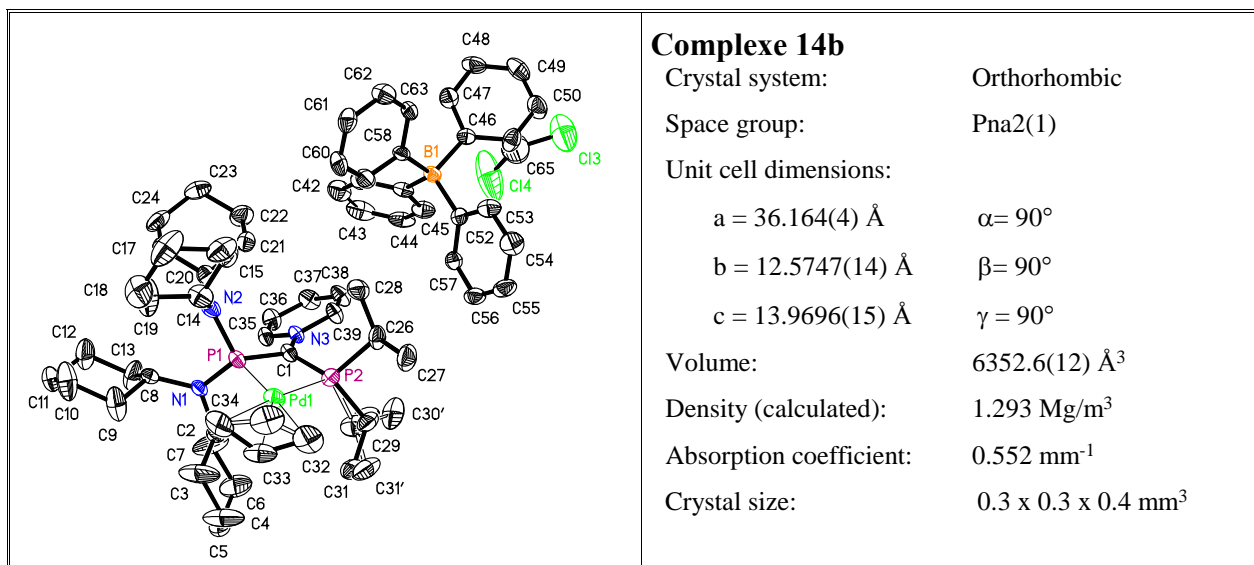 Complexe 14b
Crystal system: Orthorhombic
Space group: Pna2(1)
Unit cell dimensions:
a = 36.164(4) Å α= 90°
b = 12.5747(14) Å β= 90°
c = 13.9696(15) Å γ = 90°
Volume: 6352.6(12) Å³
Density (calculated): 1.293 Mg/m³
Absorption coefficient: 0.552 mm⁻¹
Crystal size: 0.3 x 0.3 x 0.4 mm³
C48
C49
C62
C63
C47
C50
C61
C46
C58
C65
Cl3
C60
B1
C23
C42
Cl4
C24
C22
C53
C43
C45
C52
C17
C21
C44
C54
C20
C15
C37
C38
C57
C18
C36
C28
C55
N2
C56
C19
C14
C35
C39
C26
C12
N3
C13
P1
C1
C27
C11
C8
P2
C10
N1
C34
Pd1
C30′
C9
C2
C29
C7
C32
C33
C31
C3
C31′
C6
C4
C5